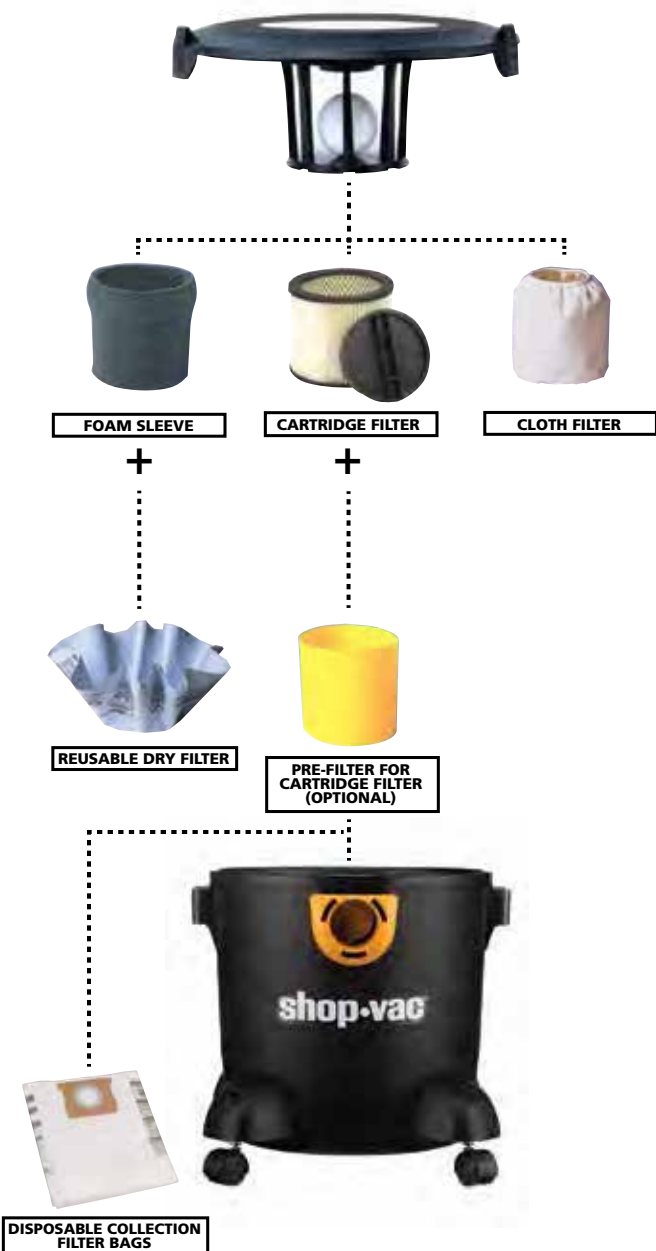 FOAM SLEEVE
CARTRIDGE FILTER
CLOTH FILTER
+
+
REUSABLE DRY FILTER
PRE-FILTER FOR
CARTRIDGE FILTER
(OPTIONAL)
shop•vac
DISPOSABLE COLLECTION
FILTER BAGS